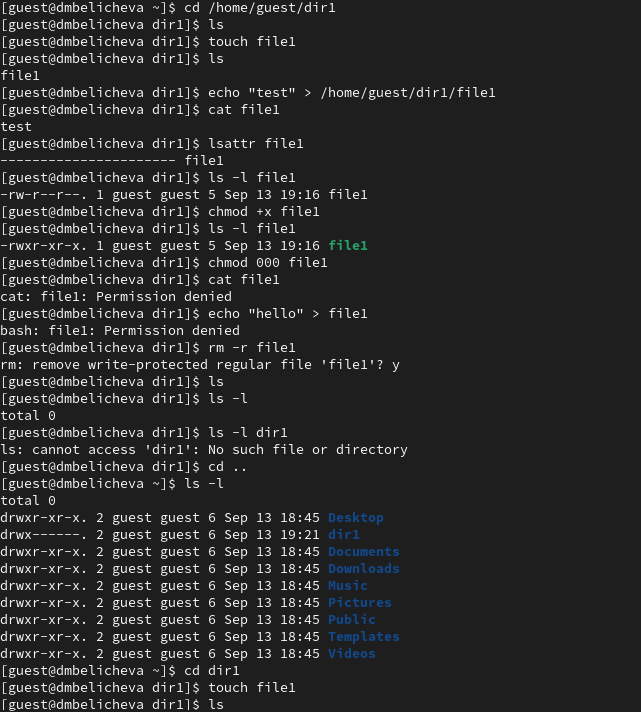 [guest@dmbelicheva ~]$ cd /home/guest/dir1
[guest@dmbelicheva dir1]$ ls
[guest@dmbelicheva dir1]$ touch file1
[guest@dmbelicheva dir1]$ ls
file1
[guest@dmbelicheva dir1]$ echo "test" > /home/guest/dir1/file1
[guest@dmbelicheva dir1]$ cat file1
test
[guest@dmbelicheva dir1]$ lsattr file1
---------------------- file1
[guest@dmbelicheva dir1]$ ls -l file1
-rw-r--r--. 1 guest guest 5 Sep 13 19:16 file1
[guest@dmbelicheva dir1]$ chmod +x file1
[guest@dmbelicheva dir1]$ ls -l file1
-rwxr-xr-x. 1 guest guest 5 Sep 13 19:16 file1
[guest@dmbelicheva dir1]$ chmod 000 file1
[guest@dmbelicheva dir1]$ cat file1
cat: file1: Permission denied
[guest@dmbelicheva dir1]$ echo "hello" > file1
bash: file1: Permission denied
[guest@dmbelicheva dir1]$ rm -r file1
rm: remove write-protected regular file 'file1'? y
[guest@dmbelicheva dir1]$ ls
[guest@dmbelicheva dir1]$ ls -l
total 0
[guest@dmbelicheva dir1]$ ls -l dir1
ls: cannot access 'dir1': No such file or directory
[guest@dmbelicheva dir1]$ cd ..
[guest@dmbelicheva ~]$ ls -l
total 0
drwxr-xr-x. 2 guest guest 6 Sep 13 18:45 Desktop
drwx------. 2 guest guest 6 Sep 13 19:21 dir1
drwxr-xr-x. 2 guest guest 6 Sep 13 18:45 Documents
drwxr-xr-x. 2 guest guest 6 Sep 13 18:45 Downloads
drwxr-xr-x. 2 guest guest 6 Sep 13 18:45 Music
drwxr-xr-x. 2 guest guest 6 Sep 13 18:45 Pictures
drwxr-xr-x. 2 guest guest 6 Sep 13 18:45 Public
drwxr-xr-x. 2 guest guest 6 Sep 13 18:45 Templates
drwxr-xr-x. 2 guest guest 6 Sep 13 18:45 Videos
[guest@dmbelicheva ~]$ cd dir1
[guest@dmbelicheva dir1]$ touch file1
[guest@dmbelicheva dir1]$ ls